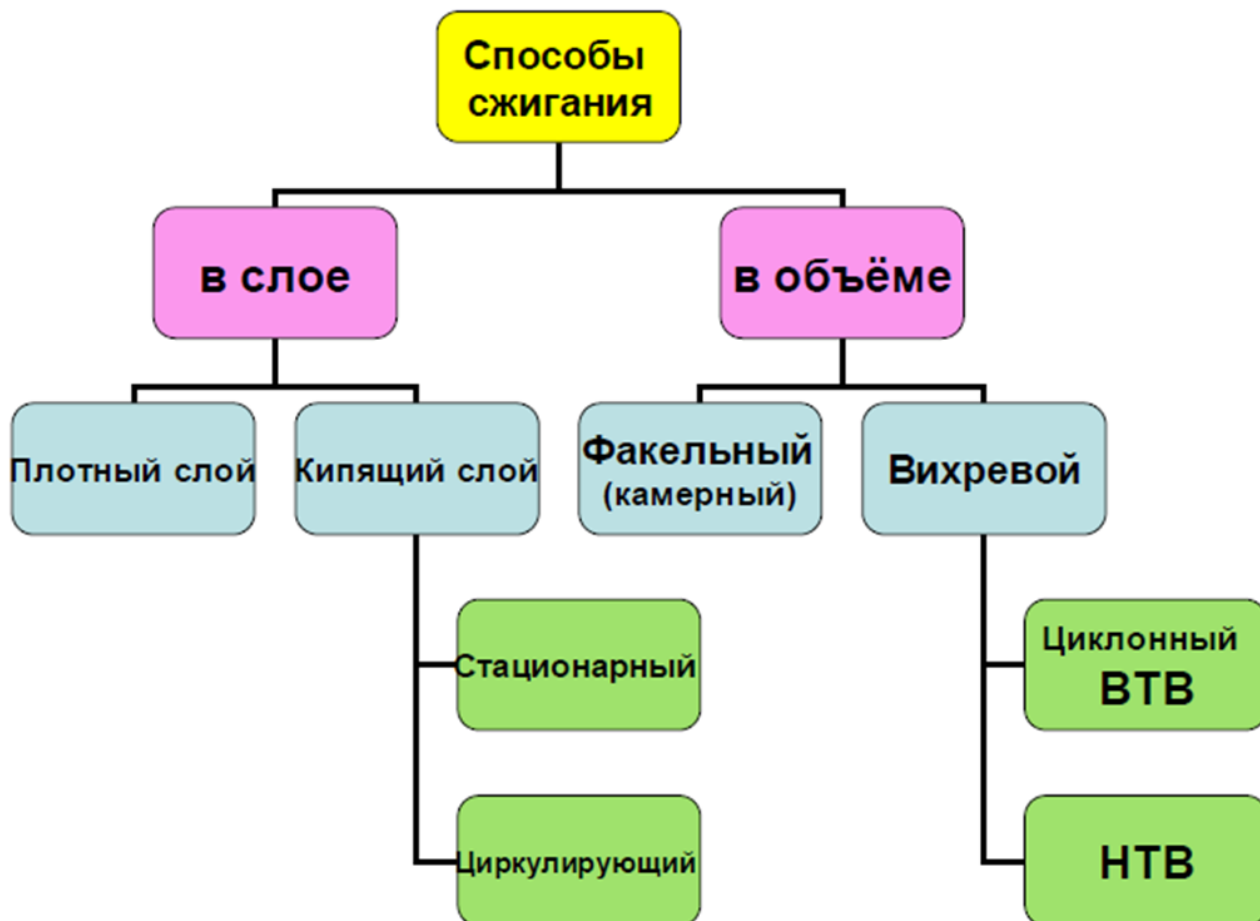 Способы
сжигания
в слое
в объёме
Плотный слой
Кипящий слой
Факельный
(камерный)
Вихревой
Стационарный
Циклонный
ВТВ
Циркулирующий
НТВ